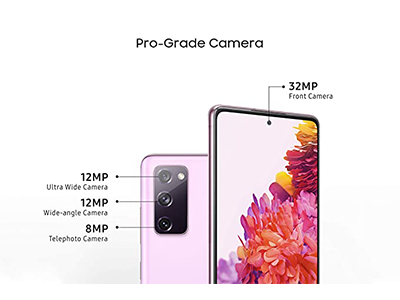 Pro-Grade Camera
32MP
Front Camera
12MP
Ultra Wide Camera
12MP
Wide-angle Camera
8MP
Telephoto Camera